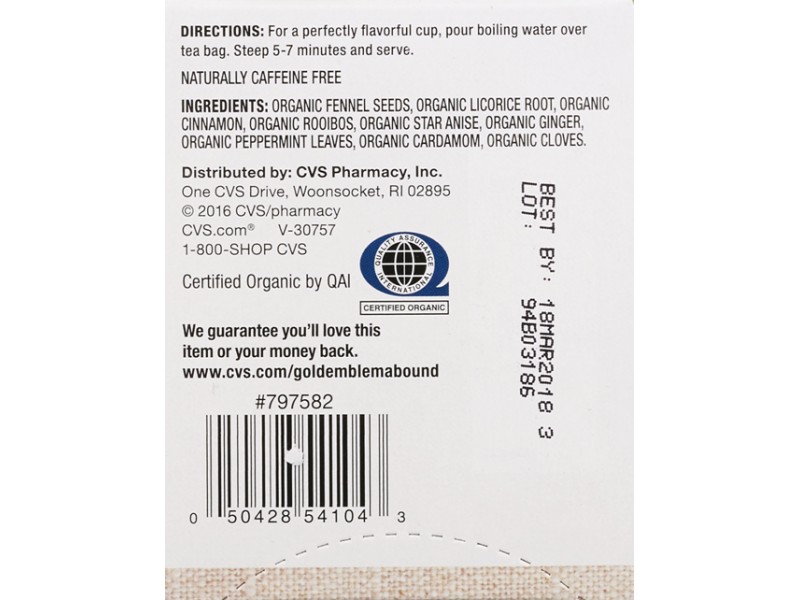 DIRECTIONS: For a perfectly flavorful cup, pour boiling water over
tea bag. Steep 5-7 minutes and serve.
NATURALLY CAFFEINE FREE
INGREDIENTS: ORGANIC FENNEL SEEDS, ORGANIC LICORICE ROOT, ORGANIC
CINNAMON, ORGANIC ROOIBOS, ORGANIC STAR ANISE, ORGANIC GINGER,
ORGANIC PEPPERMINT LEAVES, ORGANIC CARDAMOM, ORGANIC CLOVES.
Distributed by: CVS Pharmacy, Inc.
One CVS Drive, Woonsocket, RI 02895
© 2016 CVS/pharmacy
CVS.com® V-30757
1-800-SHOP CVS
Certified Organic by QAI
QUALITY ASSURANCE
INTERNATIONAL
CERTIFIED ORGANIC
We guarantee you'll love this
item or your money back.
www.cvs.com/goldemblemabound
#797582
0 50428 54104 3
BEST BY: 18MAR2018 3
LOT: 94B03186